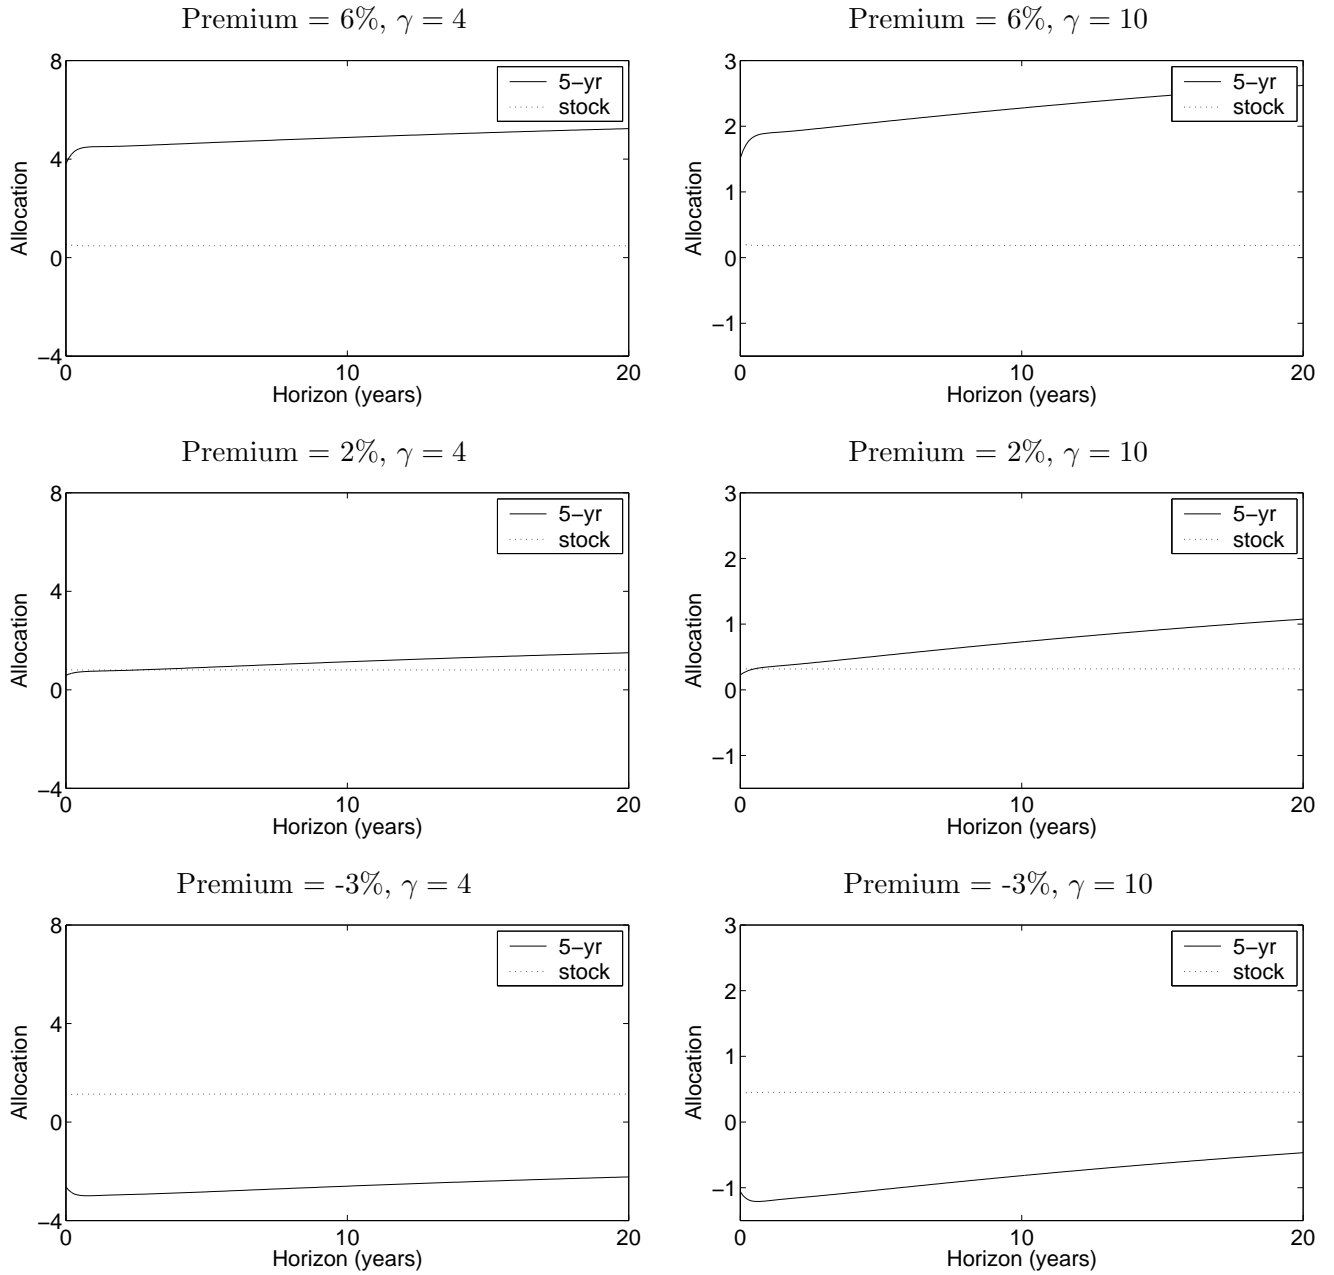 Premium = 6%, γ = 4
8
4
0
−4
Allocation
5−yr
stock
0
10
20
Horizon (years)
Premium = 6%, γ = 10
3
2
1
0
−1
Allocation
5−yr
stock
0
10
20
Horizon (years)
Premium = 2%, γ = 4
8
4
0
−4
Allocation
5−yr
stock
0
10
20
Horizon (years)
Premium = 2%, γ = 10
3
2
1
0
−1
Allocation
5−yr
stock
0
10
20
Horizon (years)
Premium = -3%, γ = 4
8
4
0
−4
Allocation
5−yr
stock
0
10
20
Horizon (years)
Premium = -3%, γ = 10
3
2
1
0
−1
Allocation
5−yr
stock
0
10
20
Horizon (years)